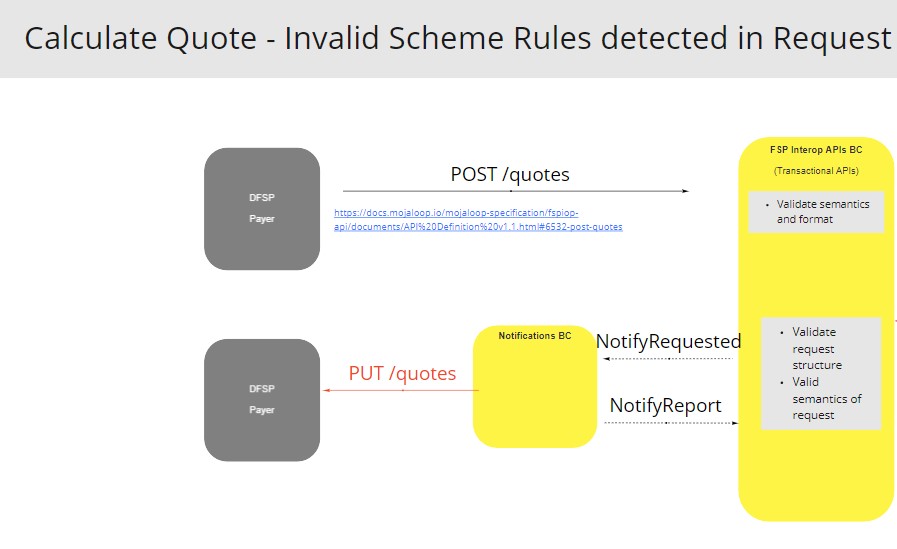 Calculate Quote - Invalid Scheme Rules detected in Request
FSP Interop APIs BC
(Transactional APIs)
DFSP
Payer
POST /quotes
https://docs.mojaloop.io/mojaloop-specification/fspiop-
api/documents/API%20Definition%20v1.1.html#6532-post-quotes
• Validate semantics
and format
DFSP
Payer
PUT /quotes
Notifications BC
NotifyRequested
NotifyReport
• Validate
request
structure
• Valid
semantics of
request